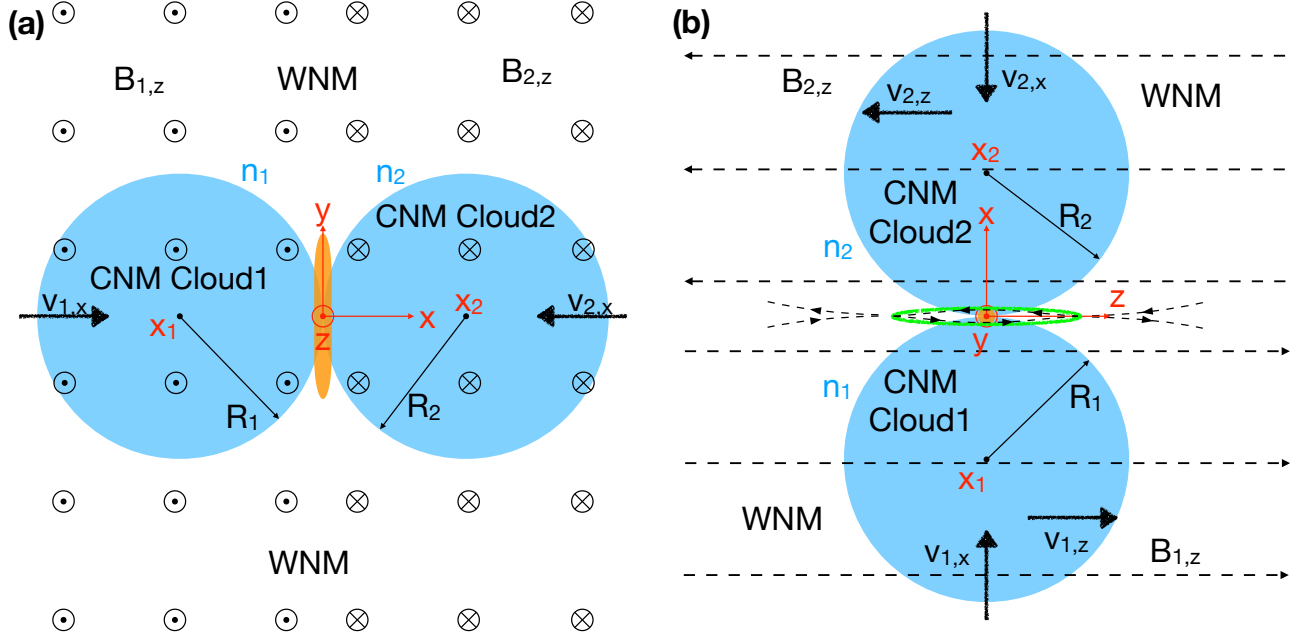 (a)
B1,z
WNM
B2,z
n1
n2
y
CNM Cloud2
CNM Cloud1
v1,x
x1
x2
v2,x
x
z
R1
R2
WNM
(b)
B2,z
v2,z
v2,x
WNM
x2
CNM
Cloud2
x
R2
n2
z
y
n1
CNM
Cloud1
R1
x1
WNM
v1,x
v1,z
B1,z